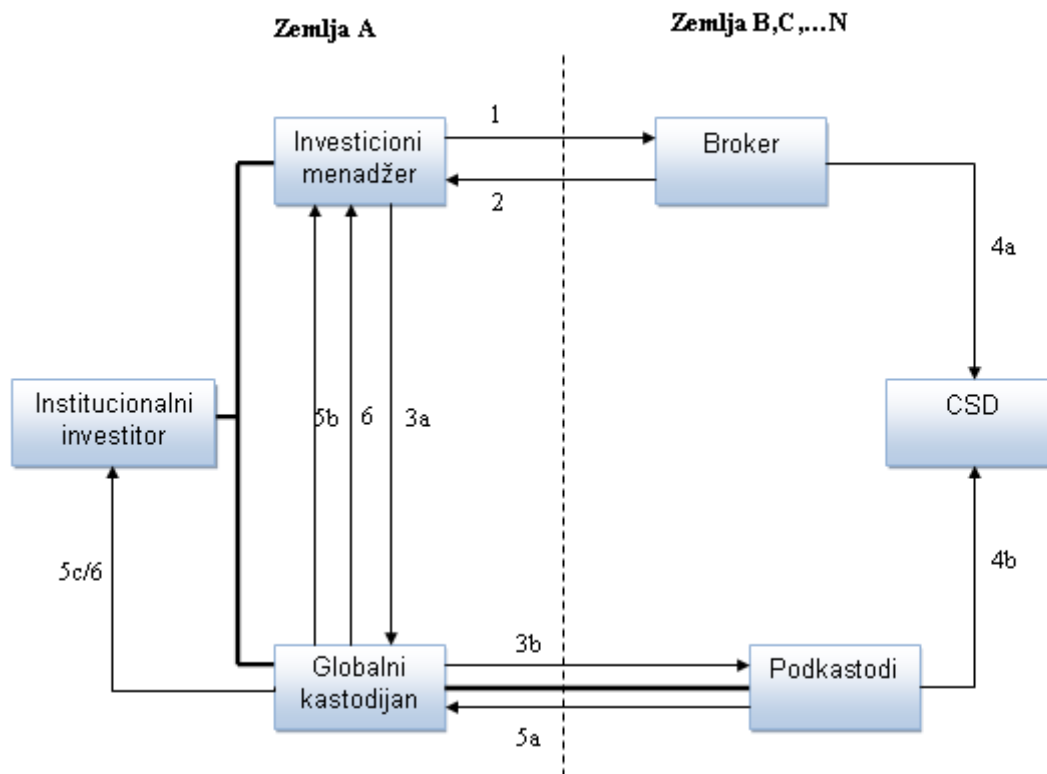 Zemlja A
Zemlja B,C,...N
1
Investicioni
menadžer
Broker
2
4a
Institucionalni
investitor
5b
6
3a
CSD
5c/6
4b
3b
Globalni
kastodijan
Podkastodi
5a